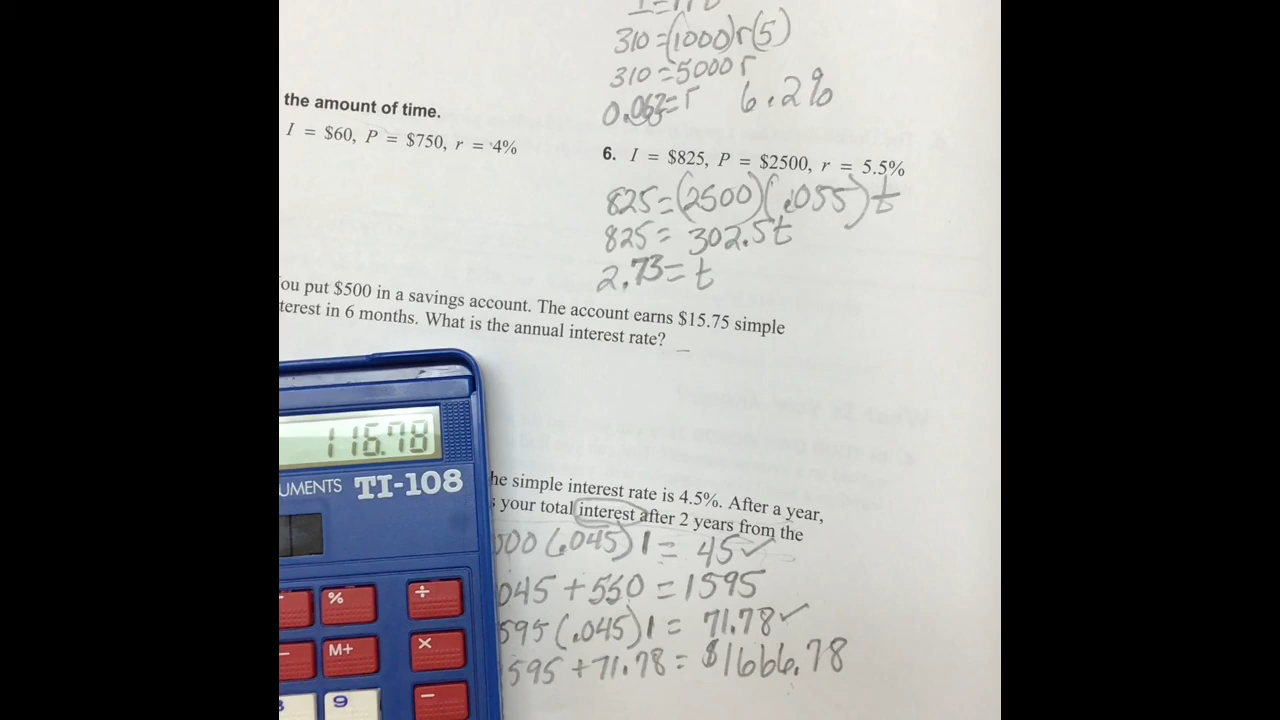 310 = (1000) r (5)
310 = 5000 r
0.062 = r 6.2%
the amount of time.
I = $60, P = $750, r = 4%
6. I = $825, P = $2500, r = 5.5%
825 = (2500) (.055) t
825 = 302.5t
2.73 = t
ou put $500 in a savings account. The account earns $15.75 simple
terest in 6 months. What is the annual interest rate?
116.78
UMENTS TI-108
he simple interest rate is 4.5%. After a year,
s your total interest after 2 years from the
000 (.045) 1 = 45 ✓
045 + 550 = 1595
595 (.045) 1 = 71.78 ✓
595 + 71.78 = $1666.78
% ÷
M+ ×
− 9 −